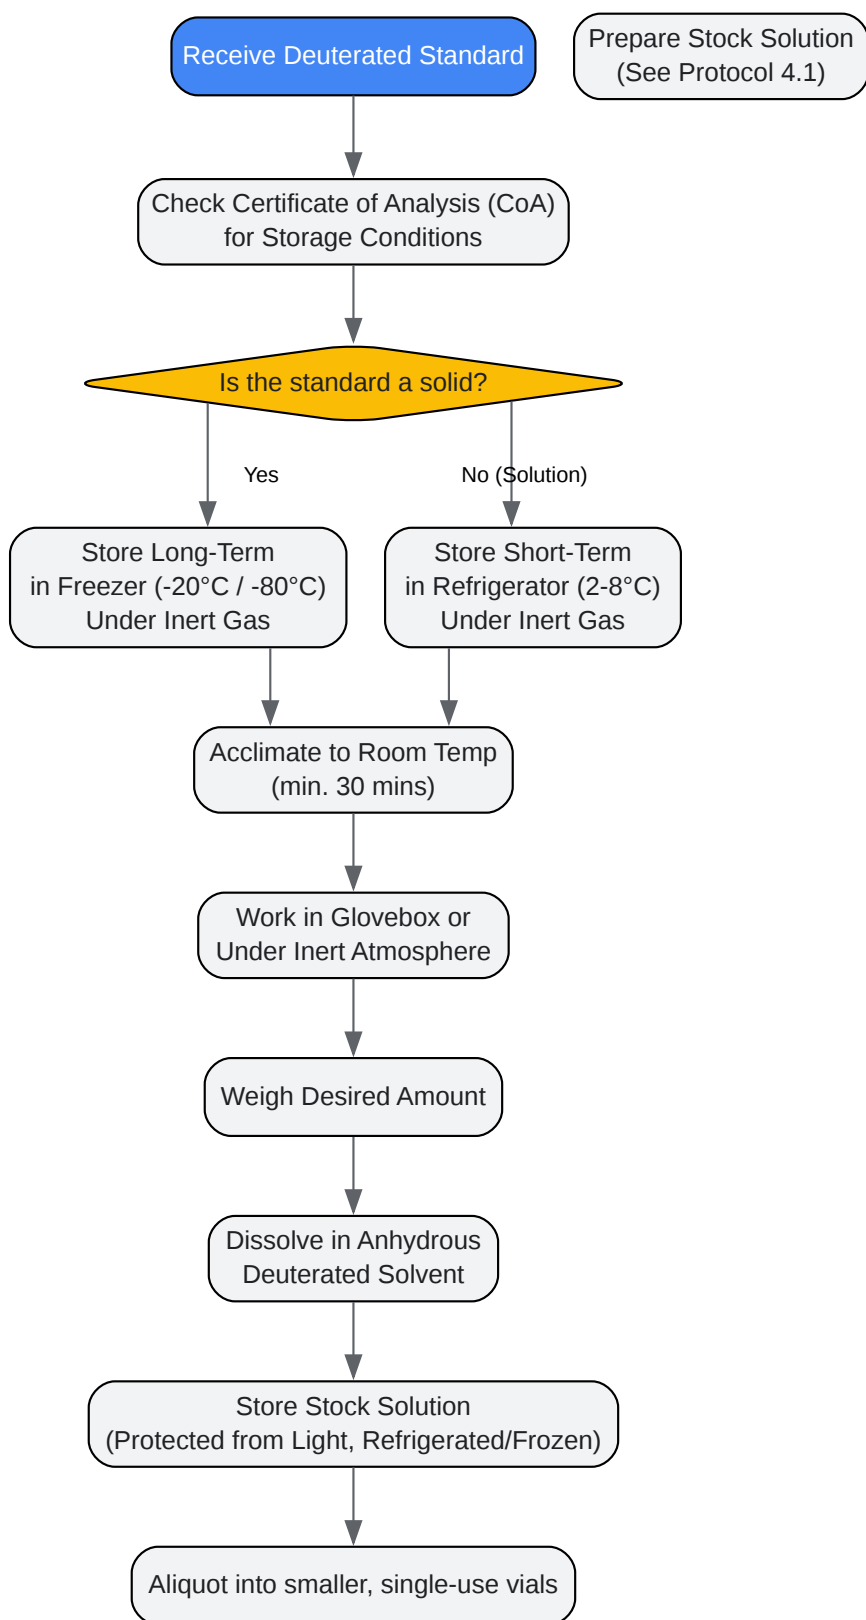 Receive Deuterated Standard
Prepare Stock Solution
(See Protocol 4.1)
Check Certificate of Analysis (CoA)
for Storage Conditions
Is the standard a solid?
Yes
No (Solution)
Store Long-Term
in Freezer (-20°C / -80°C)
Under Inert Gas
Store Short-Term
in Refrigerator (2-8°C)
Under Inert Gas
Acclimate to Room Temp
(min. 30 mins)
Work in Glovebox or
Under Inert Atmosphere
Weigh Desired Amount
Dissolve in Anhydrous
Deuterated Solvent
Store Stock Solution
(Protected from Light, Refrigerated/Frozen)
Aliquot into smaller, single-use vials